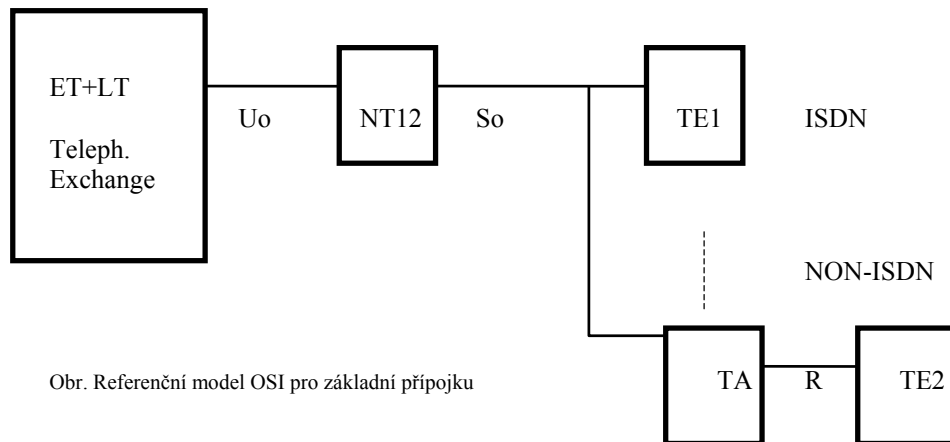 ET+LT
Teleph.
Exchange
Uo
NT12
So
TE1
ISDN
NON-ISDN
TA
R
TE2
Obr. Referenční model OSI pro základní přípojku